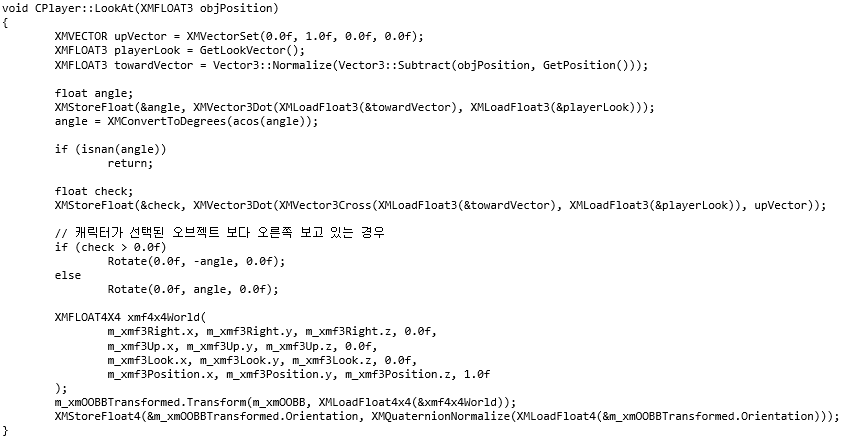 void CPlayer::LookAt(XMFLOAT3 objPosition)
{
        XMVECTOR upVector = XMVectorSet(0.0f, 1.0f, 0.0f, 0.0f);
        XMFLOAT3 playerLook = GetLookVector();
        XMFLOAT3 towardVector = Vector3::Normalize(Vector3::Subtract(objPosition, GetPosition()));

        float angle;
        XMStoreFloat(&angle, XMVector3Dot(XMLoadFloat3(&towardVector), XMLoadFloat3(&playerLook)));
        angle = XMConvertToDegrees(acos(angle));

        if (isnan(angle))
                return;

        float check;
        XMStoreFloat(&check, XMVector3Dot(XMVector3Cross(XMLoadFloat3(&towardVector), XMLoadFloat3(&playerLook)), upVector));

        // 캐릭터가 선택된 오브젝트 보다 오른쪽 보고 있는 경우
        if (check > 0.0f)
                Rotate(0.0f, -angle, 0.0f);
        else
                Rotate(0.0f, angle, 0.0f);

        XMFLOAT4X4 xmf4x4World(
                m_xmf3Right.x, m_xmf3Right.y, m_xmf3Right.z, 0.0f,
                m_xmf3Up.x, m_xmf3Up.y, m_xmf3Up.z, 0.0f,
                m_xmf3Look.x, m_xmf3Look.y, m_xmf3Look.z, 0.0f,
                m_xmf3Position.x, m_xmf3Position.y, m_xmf3Position.z, 1.0f
        );
        m_xmOOBBTransformed.Transform(m_xmOOBB, XMLoadFloat4x4(&xmf4x4World));
        XMStoreFloat4(&m_xmOOBBTransformed.Orientation, XMQuaternionNormalize(XMLoadFloat4(&m_xmOOBBTransformed.Orientation)));
}